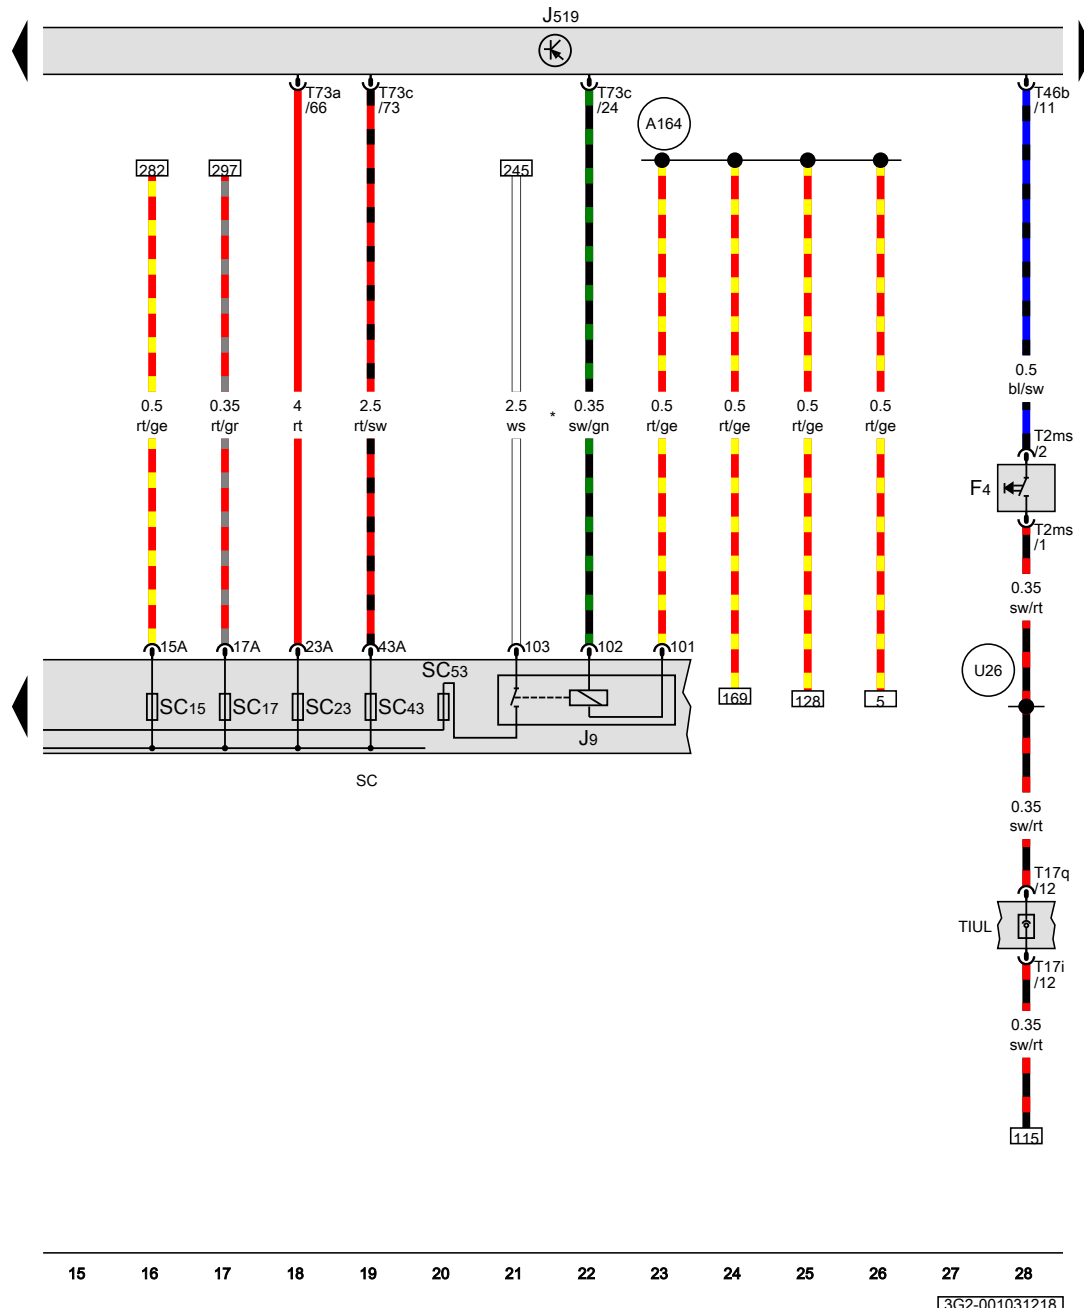 J519
T73a
/66
T73c
/73
T73c
/24
T46b
/11
A164
282
297
245
0.5
bl/sw
0.5
rt/ge
0.35
rt/gr
4
rt
2.5
rt/sw
2.5
ws
*
0.35
sw/gn
0.5
rt/ge
0.5
rt/ge
0.5
rt/ge
0.5
rt/ge
T2ms
/2
F4
T2ms
/1
0.35
sw/rt
15A
17A
23A
43A
103
102
101
SC53
U26
SC15
SC17
SC23
SC43
169
128
5
J9
SC
0.35
sw/rt
T17q
/12
TIUL
T17i
/12
0.35
sw/rt
115
15 16 17 18 19 20 21 22 23 24 25 26 27 28
3G2-001031218